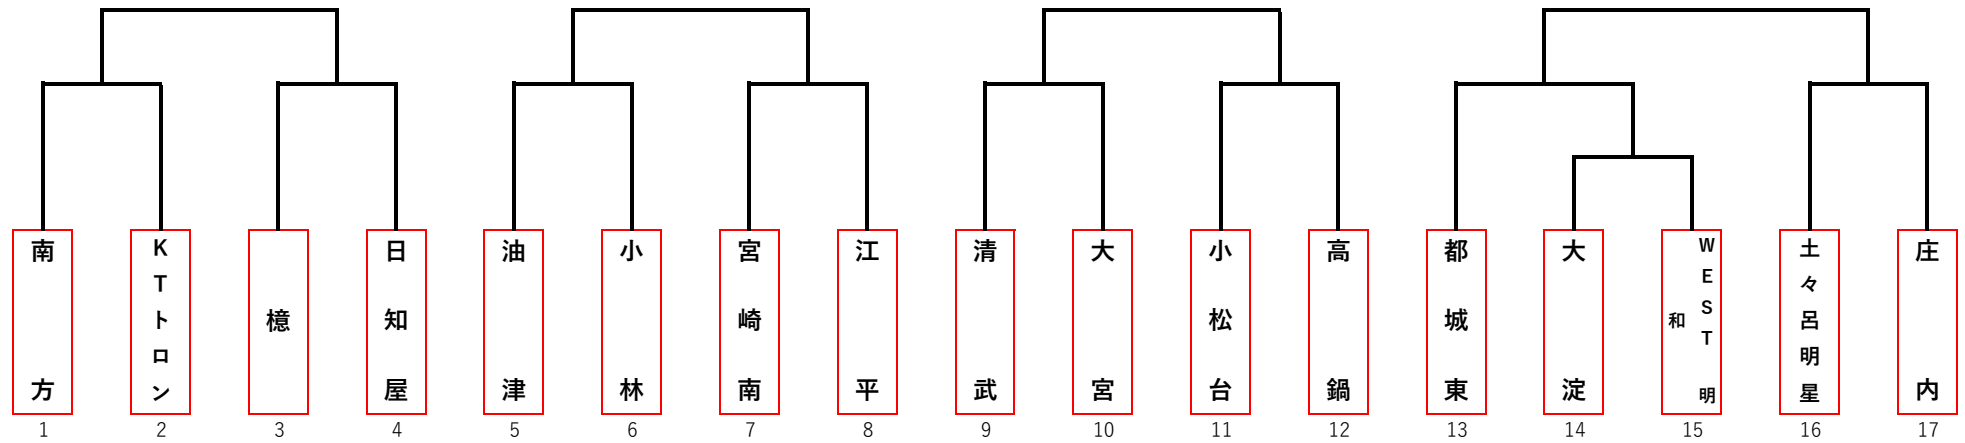 南方
KTトロン
檍
日知屋
油津
小林
宮崎南
江平
清武
大宮
小松台
高鍋
都城東
大淀
WEST明
和
土々呂明星
庄内
1 2 3 4 5 6 7 8 9 10 11 12 13 14 15 16 17